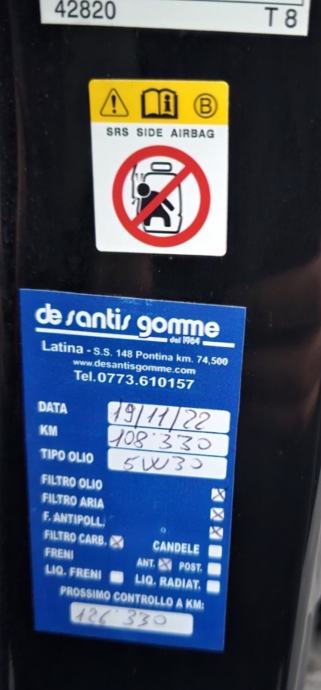 42820 T 8
B
SRS SIDE AIRBAG
de santis gomme
dal 1964
Latina - S.S. 148 Pontina km. 74,500
www.desantisgomme.com
Tel.0773.610157
DATA 19/11/22
KM 108'330
TIPO OLIO 5W30
FILTRO OLIO
FILTRO ARIA
F. ANTIPOLL.
FILTRO CARB. CANDELE
FRENI ANT. POST.
LIQ. FRENI LIQ. RADIAT.
PROSSIMO CONTROLLO A KM:
126'330